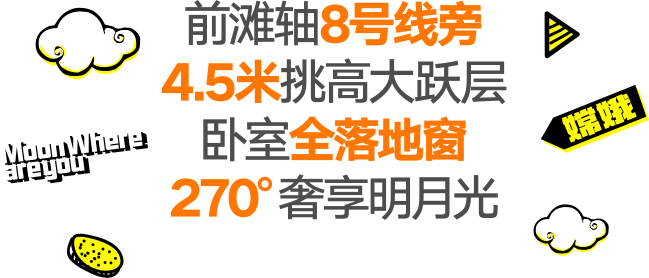 前滩轴8号线旁
4.5米挑高大跃层
嫦娥
卧室全落地窗
Moon Where
are you
270°奢享明月光